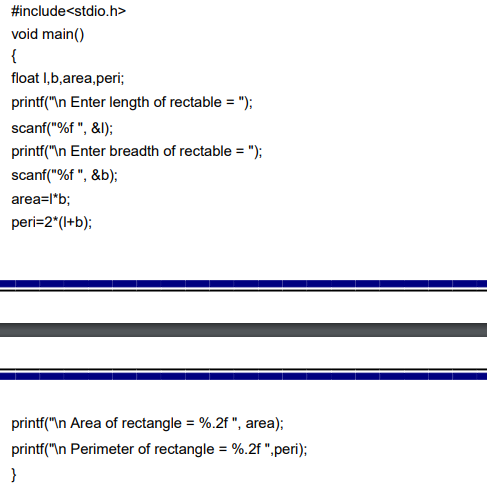 #include<stdio.h>
void main()
{
float l,b,area,peri;
printf("\n Enter length of rectable = ");
scanf("%f ", &l);
printf("\n Enter breadth of rectable = ");
scanf("%f ", &b);
area=l*b;
peri=2*(l+b);
printf("\n Area of rectangle = %.2f ", area);
printf("\n Perimeter of rectangle = %.2f ",peri);
}